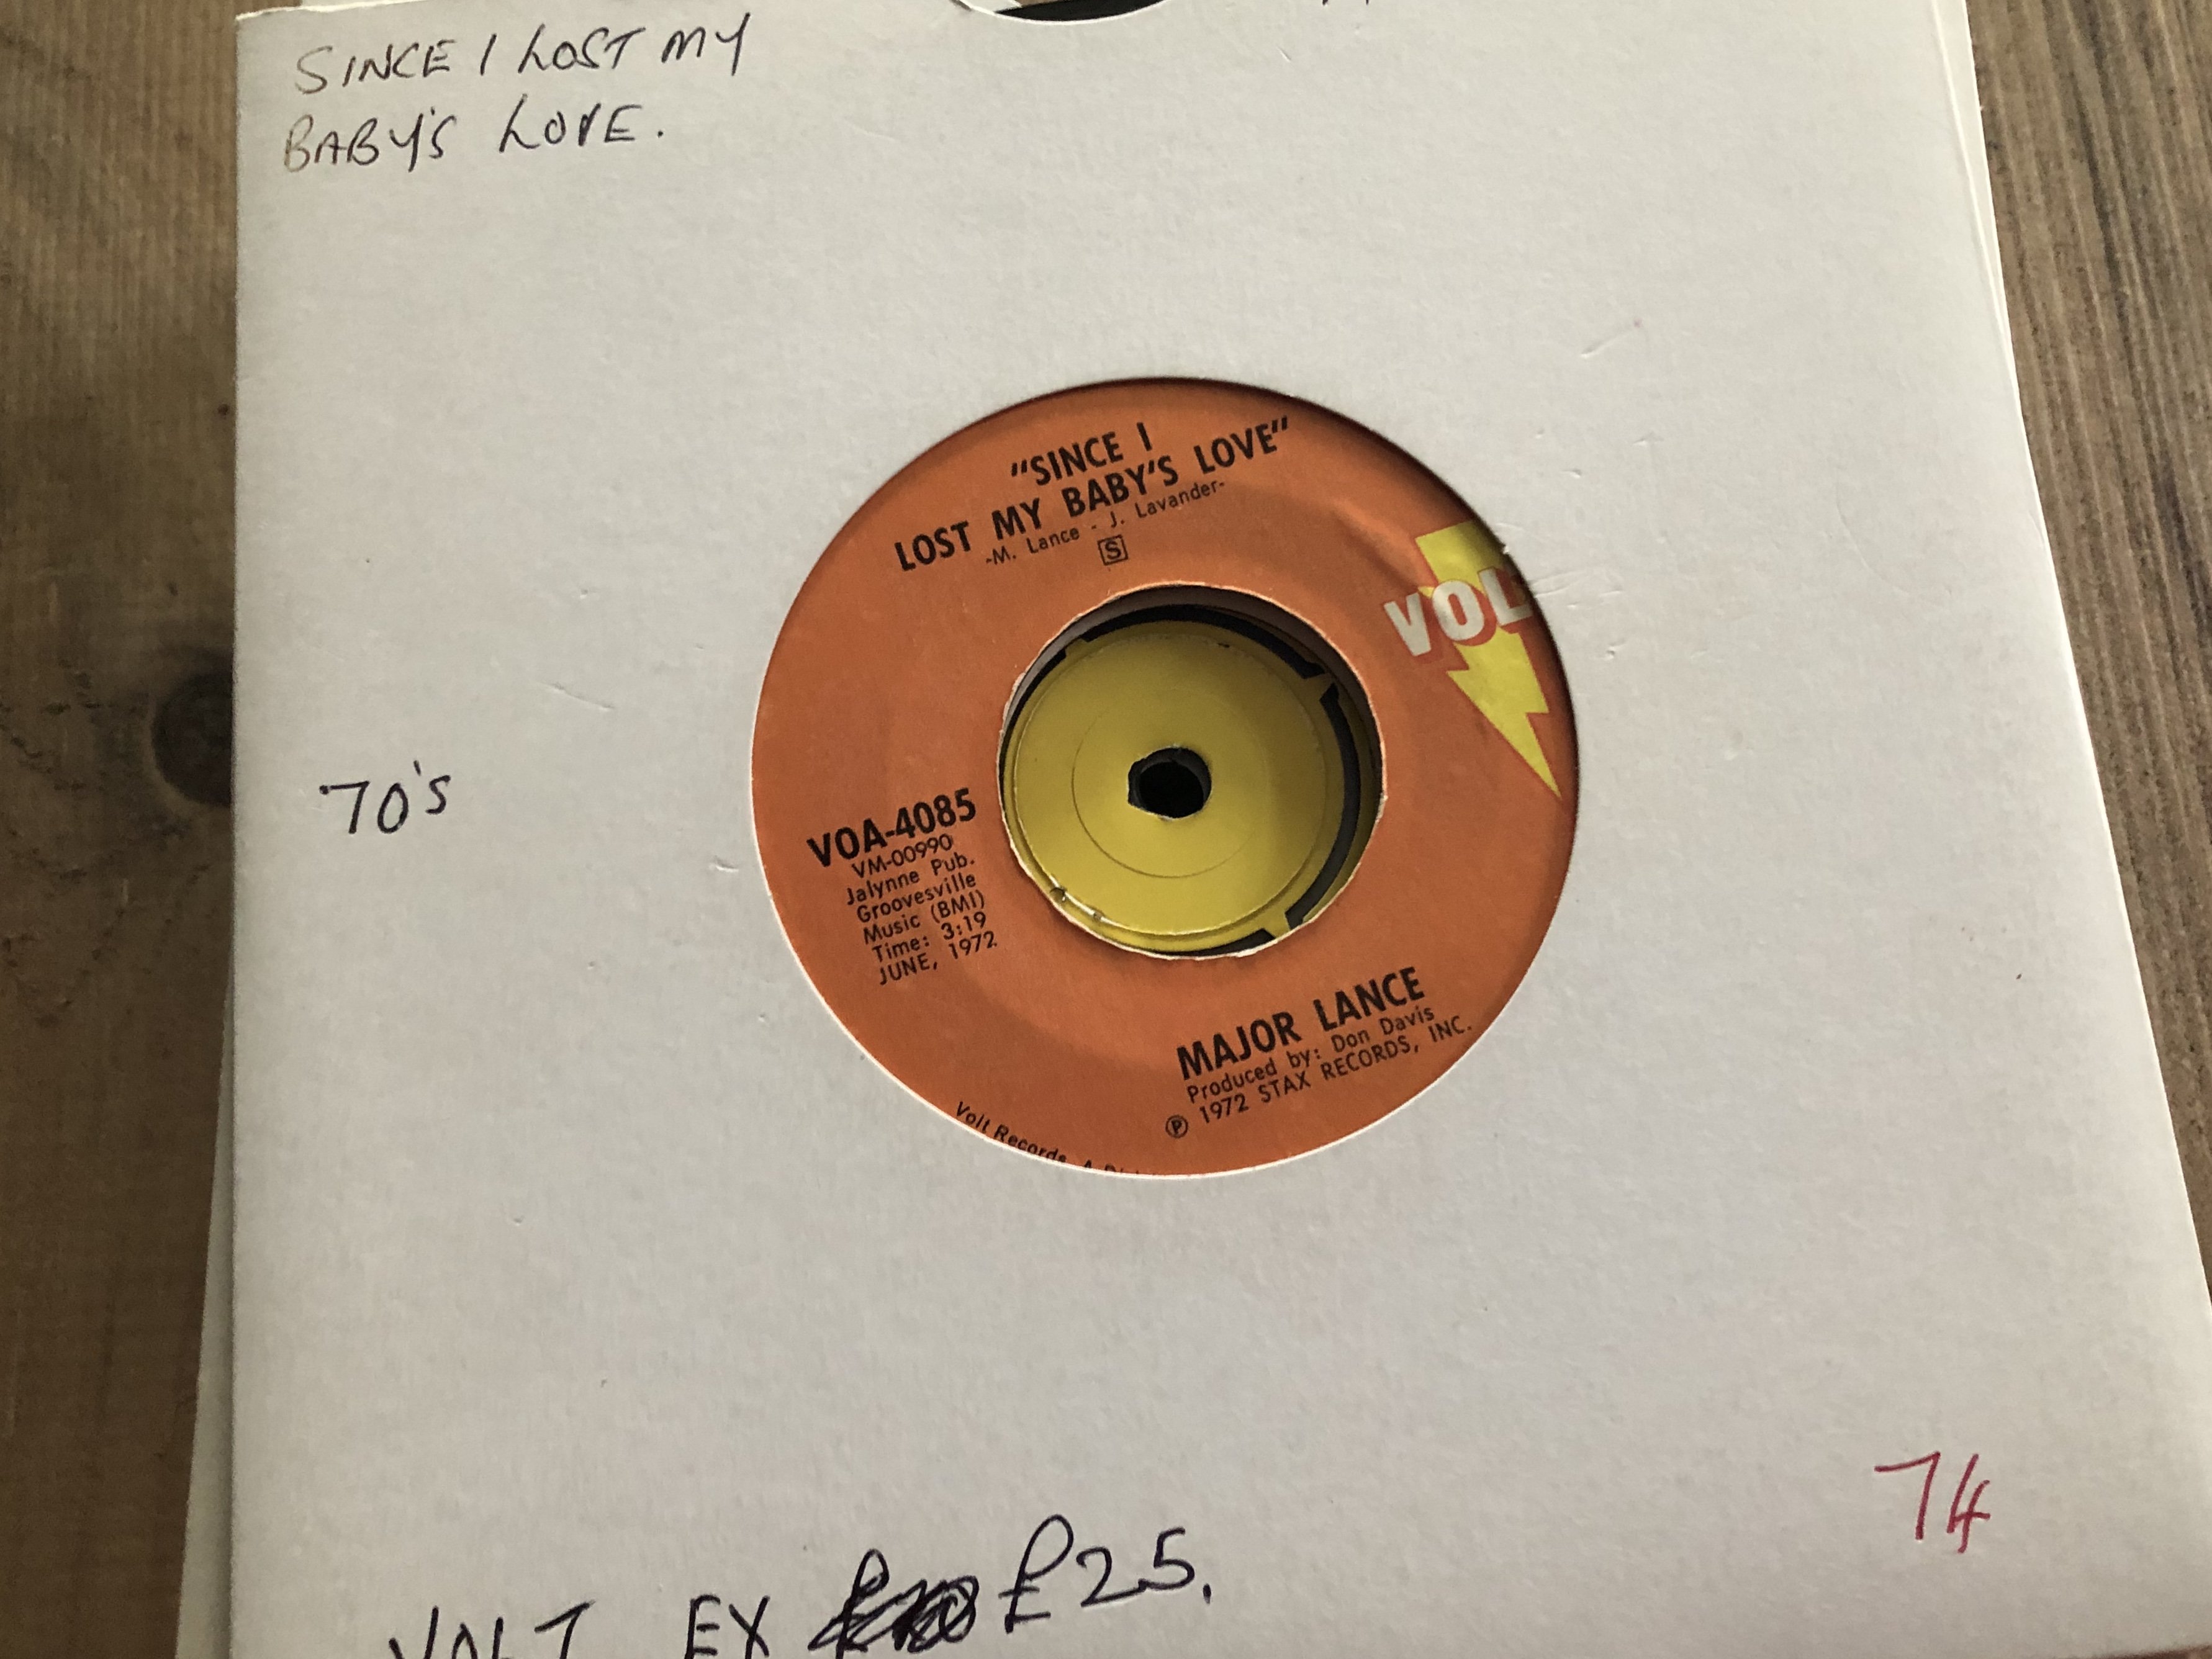 SINCE I LOST MY
BABY'S LOVE.
"SINCE I
LOST MY BABY'S LOVE"
-M. Lance - J. Lavander-
S
VOL
70's
VOA-4085
VM-00990
Jalynne Pub.
Groovesville
Music (BMI)
Time: 3:19
JUNE, 1972
MAJOR LANCE
Produced by: Don Davis
℗ 1972 STAX RECORDS, INC.
Volt Records, A
74
VOLT EX £25.